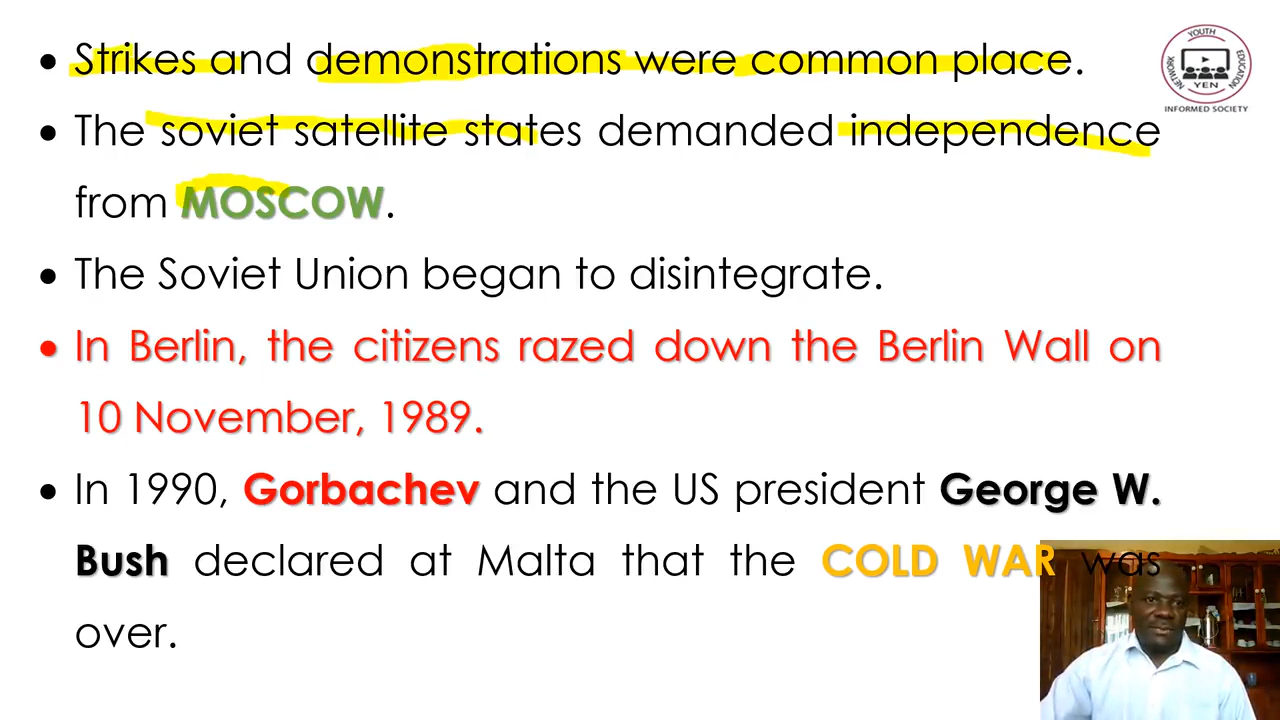 • Strikes and demonstrations were common place.
• The soviet satellite states demanded independence
from MOSCOW.
• The Soviet Union began to disintegrate.
• In Berlin, the citizens razed down the Berlin Wall on
10 November, 1989.
• In 1990, Gorbachev and the US president George W.
Bush declared at Malta that the COLD WAR was
over.
YOUTH
EDUCATION
NETWORK
YEN
INFORMED SOCIETY